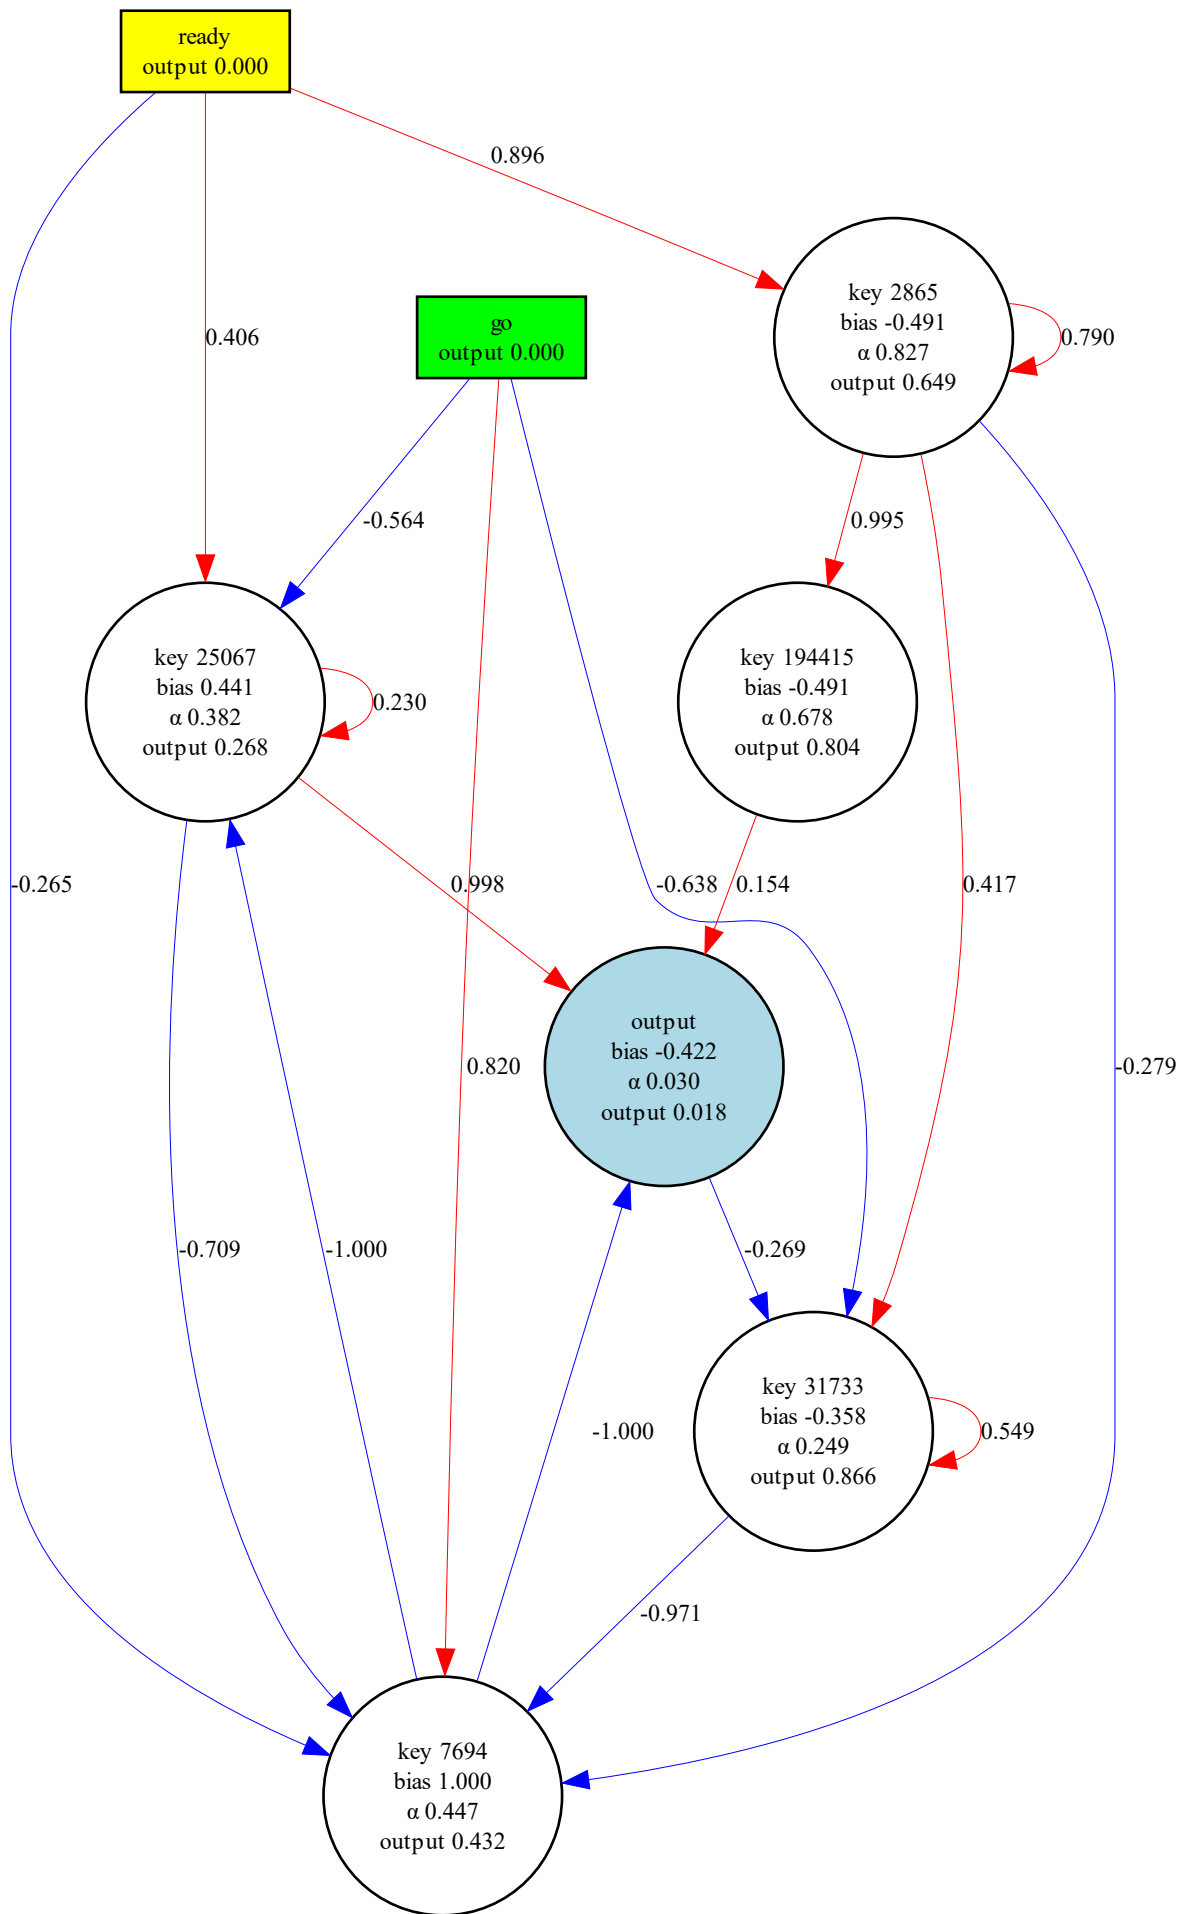 ready
output 0.000
0.896
key 2865
bias -0.491
α 0.827
output 0.649
0.790
go
output 0.000
0.406
-0.564
0.995
key 25067
bias 0.441
α 0.382
output 0.268
0.230
key 194415
bias -0.491
α 0.678
output 0.804
-0.265
0.998
-0.638
0.154
0.417
output
bias -0.422
α 0.030
output 0.018
0.820
-0.279
-0.709
-1.000
-0.269
key 31733
bias -0.358
α 0.249
output 0.866
-1.000
0.549
-0.971
key 7694
bias 1.000
α 0.447
output 0.432